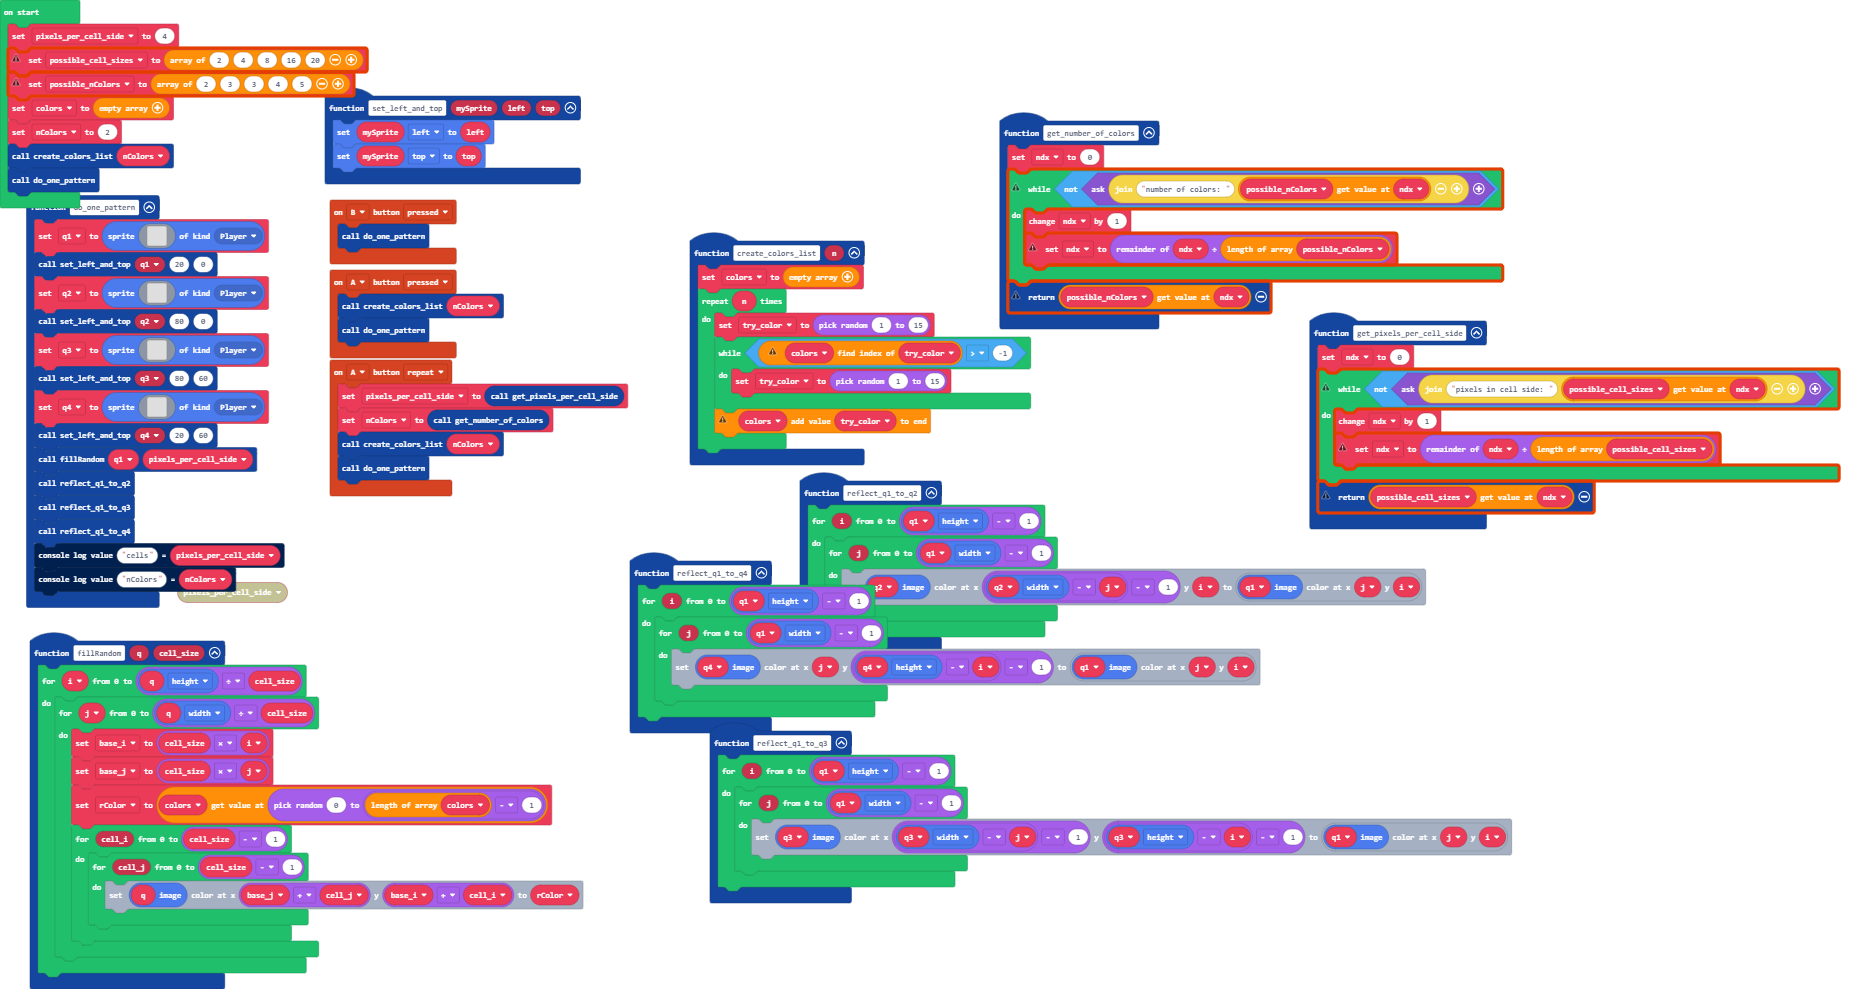 on start
set pixels_per_cell_side to 4
set possible_cell_sizes to array of 2 4 8 16 20
set possible_nColors to array of 2 3 3 4 5
set colors to empty array
set nColors to 2
call create_colors_list nColors
call do_one_pattern
function set_left_and_top mySprite left top
set mySprite left to left
set mySprite top to top
do_one_pattern
set q1 to sprite of kind Player
call set_left_and_top q1 20 0
set q2 to sprite of kind Player
call set_left_and_top q2 80 0
set q3 to sprite of kind Player
call set_left_and_top q3 80 60
set q4 to sprite of kind Player
call set_left_and_top q4 20 60
call fillRandom q1 pixels_per_cell_side
call reflect_q1_to_q2
call reflect_q1_to_q3
call reflect_q1_to_q4
console log value "cells" = pixels_per_cell_side
console log value "nColors" = nColors
pixels_per_cell_side
on B button pressed
call do_one_pattern
on A button pressed
call create_colors_list nColors
call do_one_pattern
on A button repeat
set pixels_per_cell_side to call get_pixels_per_cell_side
set nColors to call get_number_of_colors
call create_colors_list nColors
call do_one_pattern
function create_colors_list n
set colors to empty array
repeat n times
do set try_color to pick random 1 to 15
while colors find index of try_color > -1
do set try_color to pick random 1 to 15
colors add value try_color to end
function get_number_of_colors
set ndx to 0
while not ask join "number of colors: " possible_nColors get value at ndx
do change ndx by 1
set ndx to remainder of ndx ÷ length of array possible_nColors
return possible_nColors get value at ndx
function get_pixels_per_cell_side
set ndx to 0
while not ask join "pixels in cell side: " possible_cell_sizes get value at ndx
do change ndx by 1
set ndx to remainder of ndx ÷ length of array possible_cell_sizes
return possible_cell_sizes get value at ndx
function reflect_q1_to_q2
for i from 0 to q1 height - 1
do for j from 0 to q1 width - 1
do q2 image color at x q2 width - j - 1 y i to q1 image color at x j y i
function reflect_q1_to_q4
for i from 0 to q1 height - 1
do for j from 0 to q1 width - 1
do set q4 image color at x j y q4 height - i - 1 to q1 image color at x j y i
function reflect_q1_to_q3
for i from 0 to q1 height - 1
do for j from 0 to q1 width - 1
do set q3 image color at x q3 width - j - 1 y q3 height - i - 1 to q1 image color at x j y i
function fillRandom q cell_size
for i from 0 to q height ÷ cell_size
do for j from 0 to q width ÷ cell_size
do set base_i to cell_size × i
set base_j to cell_size × j
set rColor to colors get value at pick random 0 to length of array colors - 1
for cell_i from 0 to cell_size - 1
do for cell_j from 0 to cell_size - 1
do set q image color at x base_j + cell_j y base_i + cell_i to rColor